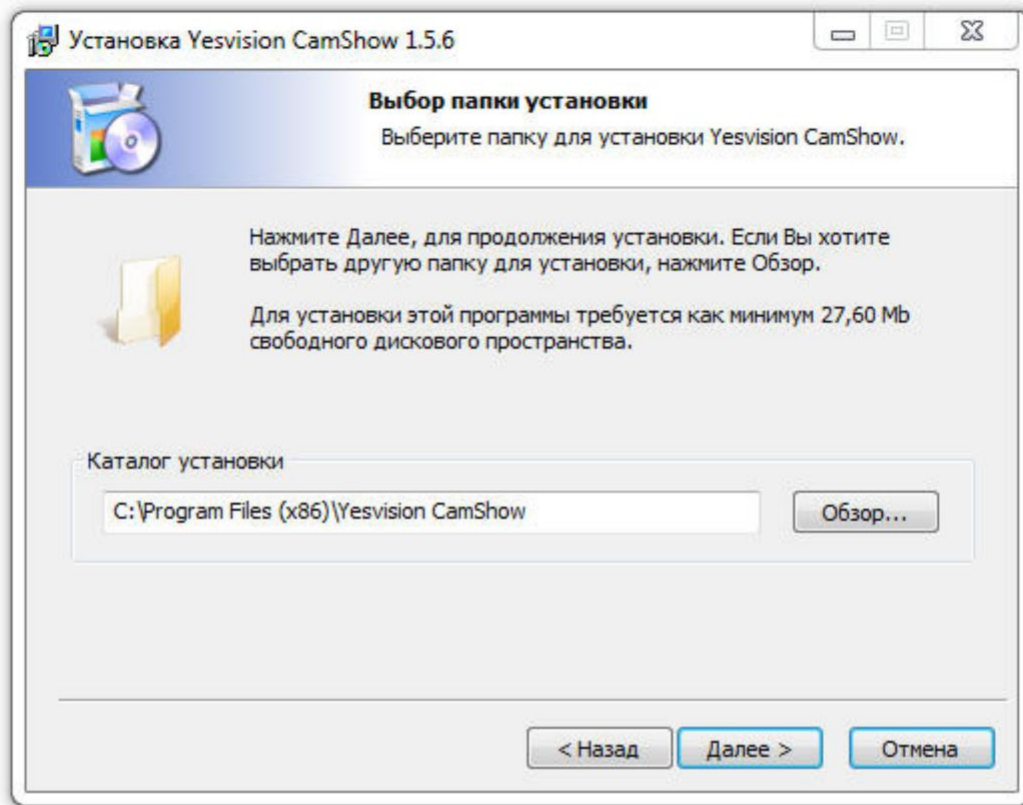 Установка Yesvision CamShow 1.5.6
Выбор папки установки
Выберите папку для установки Yesvision CamShow.
Нажмите Далее, для продолжения установки. Если Вы хотите
выбрать другую папку для установки, нажмите Обзор.
Для установки этой программы требуется как минимум 27,60 Mb
свободного дискового пространства.
Каталог установки
C:\Program Files (x86)\Yesvision CamShow
Обзор...
< Назад
Далее >
Отмена